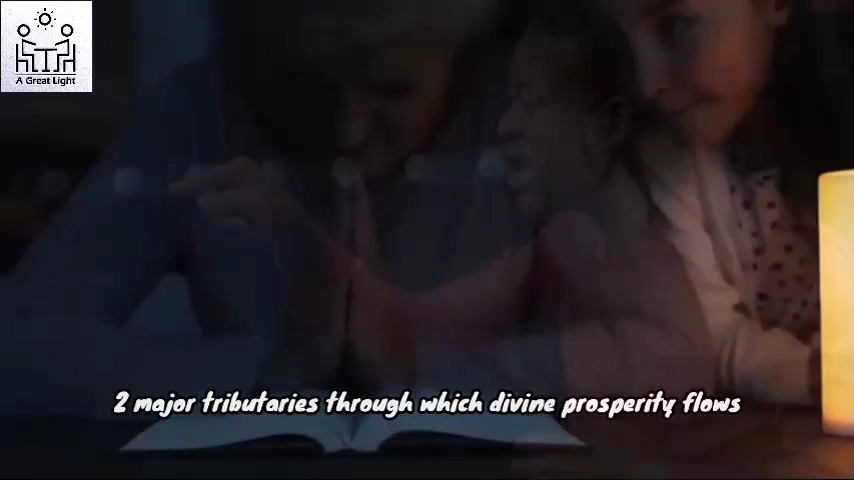 A Great Light
2 major tributaries through which divine prosperity flows